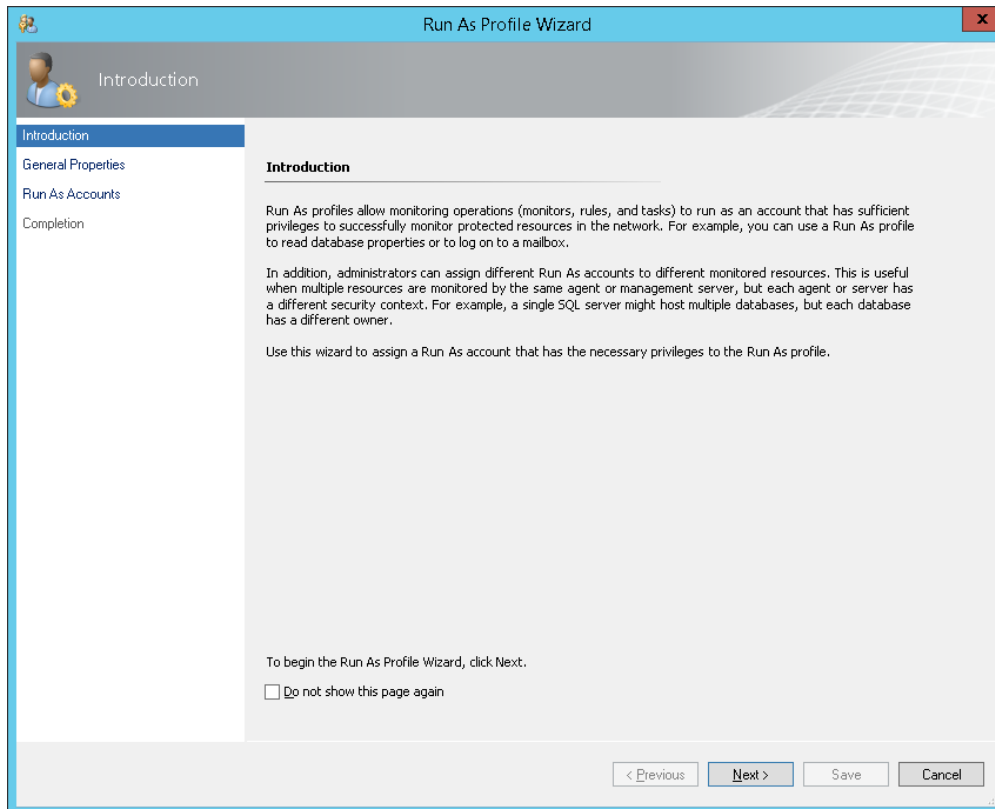 Run As Profile Wizard
x
Introduction
Introduction
General Properties
Run As Accounts
Completion
Introduction
Run As profiles allow monitoring operations (monitors, rules, and tasks) to run as an account that has sufficient
privileges to successfully monitor protected resources in the network. For example, you can use a Run As profile
to read database properties or to log on to a mailbox.
In addition, administrators can assign different Run As accounts to different monitored resources. This is useful
when multiple resources are monitored by the same agent or management server, but each agent or server has
a different security context. For example, a single SQL server might host multiple databases, but each database
has a different owner.
Use this wizard to assign a Run As account that has the necessary privileges to the Run As profile.
To begin the Run As Profile Wizard, click Next.
Do not show this page again
< Previous
Next >
Save
Cancel